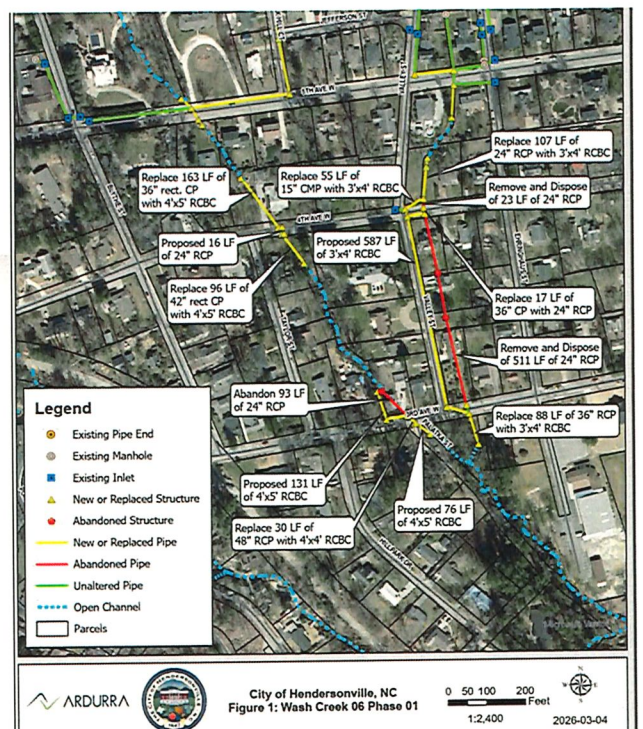 JEFFERSON ST
5TH AVE W
Replace 107 LF of
24" RCP with 3'x4' RCBC
Replace 163 LF of
36" rect. CP
with 4'x5' RCBC
Replace 55 LF of
15" CMP with 3'x4' RCBC
Remove and Dispose
of 23 LF of 24" RCP
BLYTHE ST
4TH AVE W
Proposed 16 LF
of 24" RCP
Proposed 587 LF
of 3'x4' RCBC
Replace 96 LF of
42" rect CP
with 4'x5' RCBC
VALLEY ST
Replace 17 LF of
36" CP with 24" RCP
TAYLOR ST
Remove and Dispose
of 511 LF of 24" RCP
Abandon 93 LF
of 24" RCP
3RD AVE W
Replace 88 LF of 36" RCP
with 3'x4' RCBC
Proposed 131 LF
of 4'x5' RCBC
Proposed 76 LF
of 4'x5' RCBC
Replace 30 LF of
48" RCP with 4'x4' RCBC
HILLPARK DR
Legend
Existing Pipe End
Existing Manhole
Existing Inlet
New or Replaced Structure
Abandoned Structure
New or Replaced Pipe
Abandoned Pipe
Unaltered Pipe
Open Channel
Parcels
ARDURRA
City of Hendersonville, NC
Figure 1: Wash Creek 06 Phase 01
0 50 100 200
Feet
1:2,400
N
2026-03-04